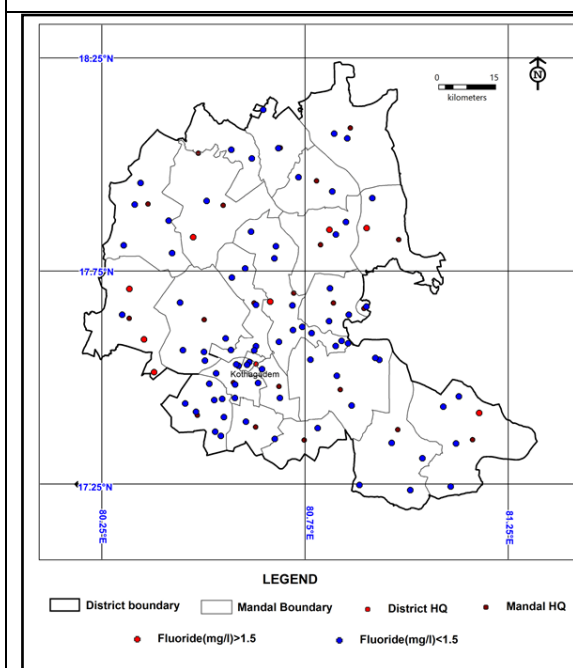 18.25°N
0 15
kilometers
N
17.75°N
Kothagudem
17.25°N
80.25°E
80.75°E
81.25°E
LEGEND
District boundary Mandal Boundary District HQ Mandal HQ
Fluoride(mg/l)>1.5 Fluoride(mg/l)<1.5